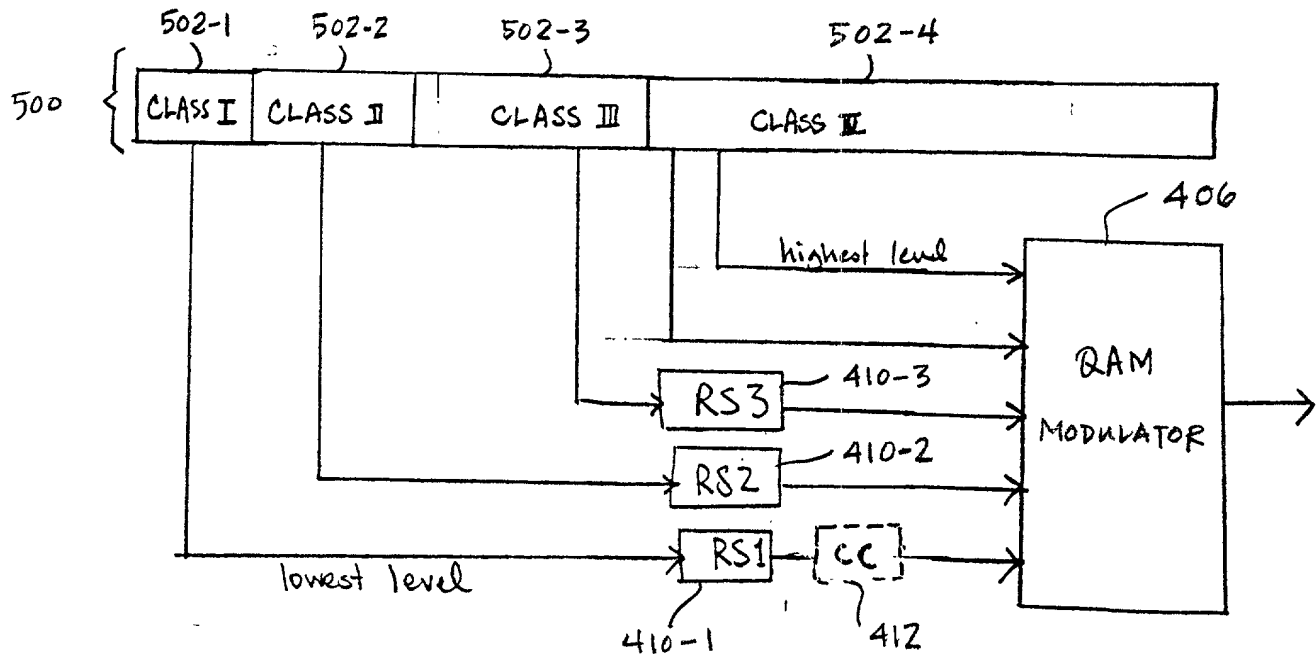 502-1 502-2 502-3 502-4
500 CLASS I CLASS II CLASS III CLASS IV
406
highest level
QAM
MODULATOR
RS3 410-3
RS2 410-2
RS1 CC
lowest level
410-1 412